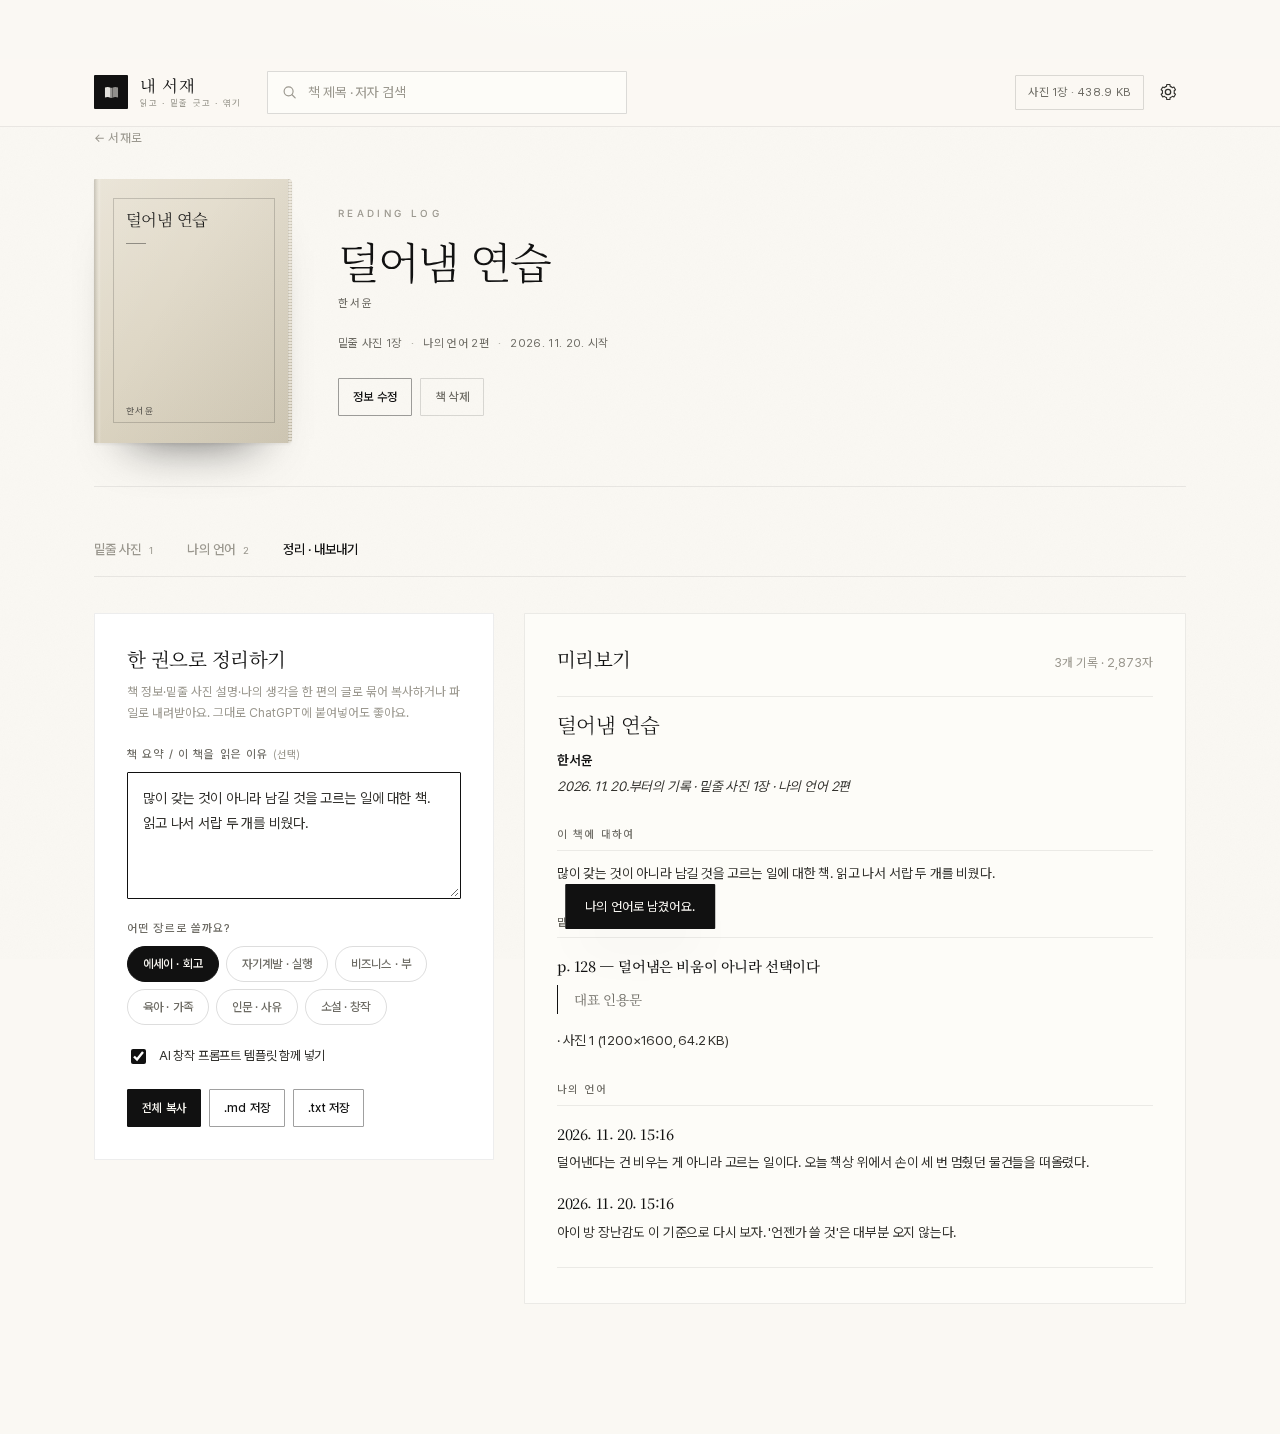 내 서재
읽고 · 밑줄 긋고 · 엮기
책 제목·저자 검색
사진 1장 · 438.9 KB
← 서재로
덜어냄 연습
한서윤
READING LOG
덜어냄 연습
한서윤
밑줄 사진 1장 · 나의 언어 2편 · 2026. 11. 20. 시작
정보 수정
책 삭제
밑줄 사진 1
나의 언어 2
정리 · 내보내기
한 권으로 정리하기
책 정보·밑줄 사진 설명·나의 생각을 한 편의 글로 묶어 복사하거나 파
일로 내려받아요. 그대로 ChatGPT에 붙여넣어도 좋아요.
책 요약 / 이 책을 읽은 이유 (선택)
많이 갖는 것이 아니라 남길 것을 고르는 일에 대한 책.
읽고 나서 서랍 두 개를 비웠다.
어떤 장르로 쓸까요?
에세이 · 회고
자기계발 · 실행
비즈니스 · 부
육아 · 가족
인문 · 사유
소설 · 창작
AI 창작 프롬프트 템플릿 함께 넣기
전체 복사
.md 저장
.txt 저장
미리보기
3개 기록 · 2,873자
덜어냄 연습
한서윤
2026. 11. 20.부터의 기록 · 밑줄 사진 1장 · 나의 언어 2편
이 책에 대하여
많이 갖는 것이 아니라 남길 것을 고르는 일에 대한 책. 읽고 나서 서랍 두 개를 비웠다.
나의 언어로 남겼어요.
p. 128 — 덜어냄은 비움이 아니라 선택이다
대표 인용문
· 사진 1 (1200×1600, 64.2 KB)
나의 언어
2026. 11. 20. 15:16
덜어낸다는 건 비우는 게 아니라 고르는 일이다. 오늘 책상 위에서 손이 세 번 멈췄던 물건들을 떠올렸다.
2026. 11. 20. 15:16
아이 방 장난감도 이 기준으로 다시 보자. '언젠가 쓸 것'은 대부분 오지 않는다.